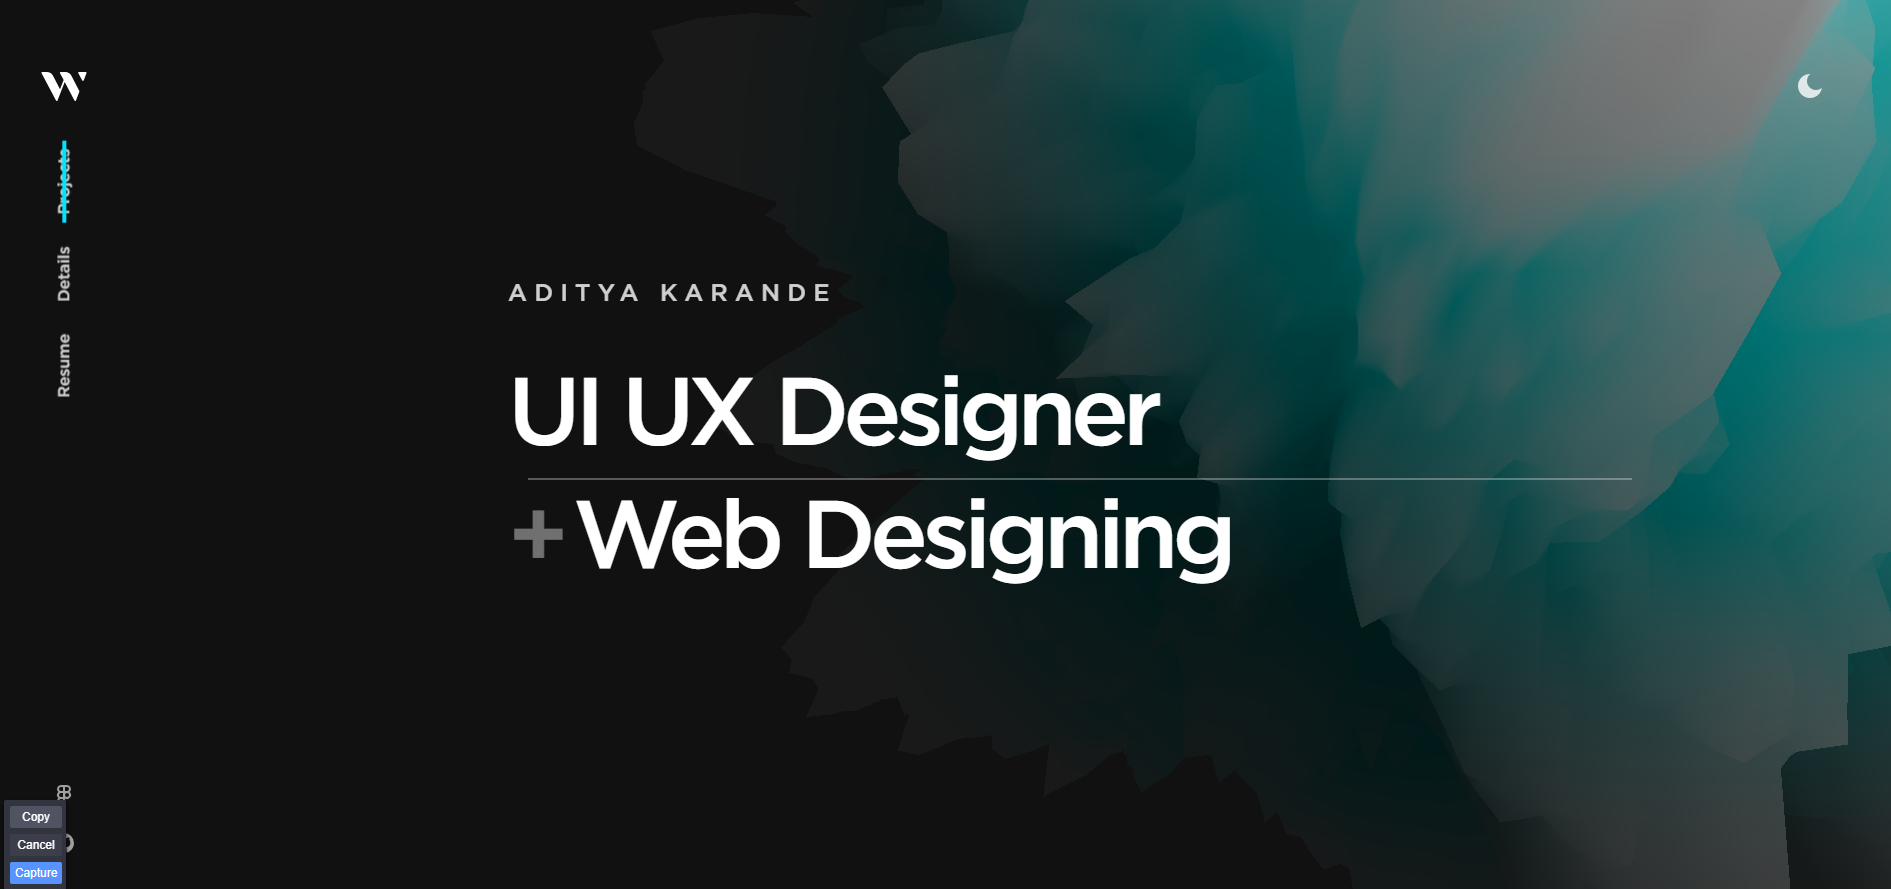 W
Projects
Details
Resume
ADITYA KARANDE
UI UX Designer
+ Web Designing
Copy
Cancel
Capture